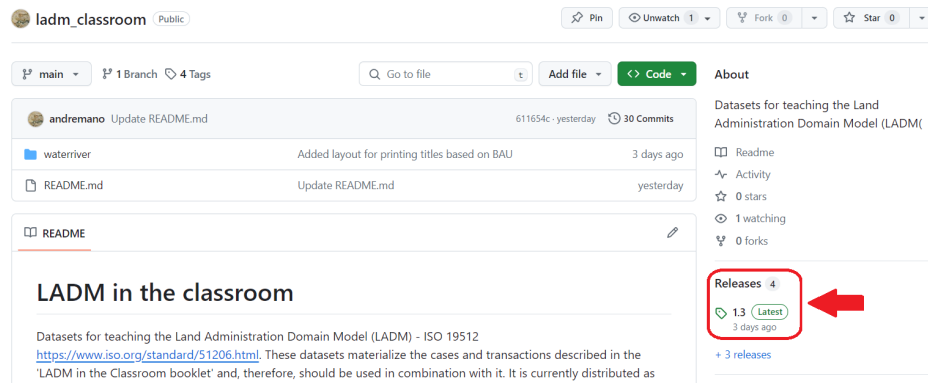 ladm_classroom Public
Pin
Unwatch 1
Fork 0
Star 0
main
1 Branch
4 Tags
Go to file
t
Add file
Code
andremano Update README.md
611654c · yesterday
30 Commits
waterriver Added layout for printing titles based on BAU 3 days ago
README.md Update README.md yesterday
README
LADM in the classroom
Datasets for teaching the Land Administration Domain Model (LADM) - ISO 19512
https://www.iso.org/standard/51206.html. These datasets materialize the cases and transactions described in the
'LADM in the Classroom booklet' and, therefore, should be used in combination with it. It is currently distributed as
About
Datasets for teaching the Land
Administration Domain Model (LADM(
Readme
Activity
0 stars
1 watching
0 forks
Releases 4
1.3 Latest
3 days ago
+ 3 releases